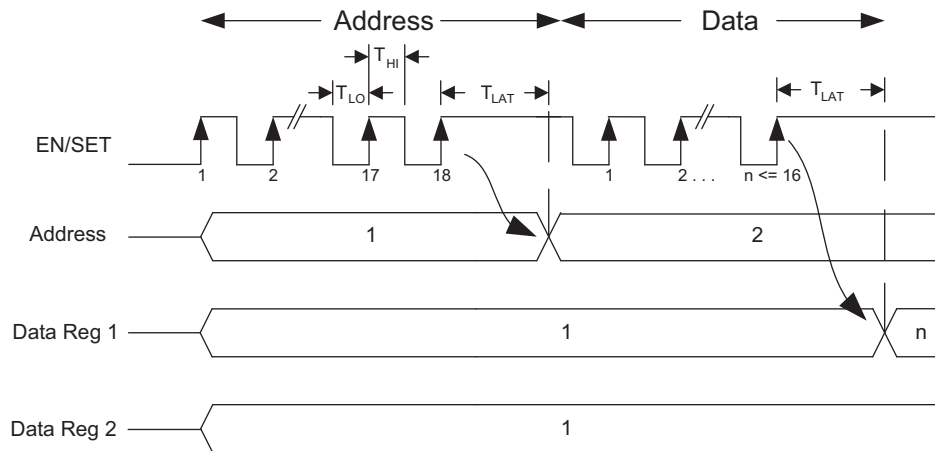 Address Data
T_HI
T_LO T_LAT T_LAT
EN/SET
1 2 17 18 1 2 . . . n <= 16
Address 1 2
Data Reg 1 1 n
Data Reg 2 1